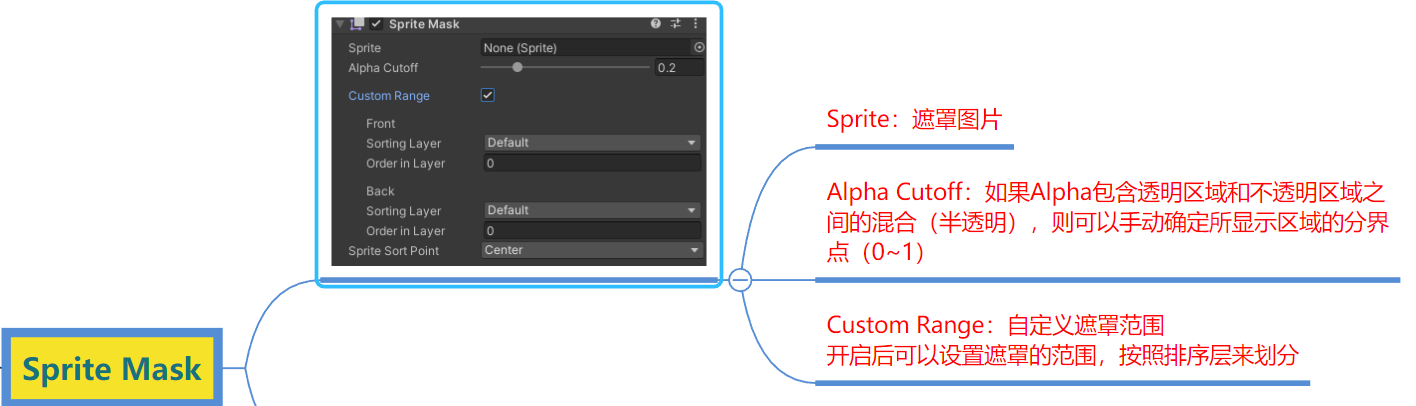 Sprite Mask
Sprite
None (Sprite)
Alpha Cutoff
0.2
Custom Range
Front
Sorting Layer
Default
Order in Layer
0
Back
Sorting Layer
Default
Order in Layer
0
Sprite Sort Point
Center
Sprite：遮罩图片
Alpha Cutoff：如果Alpha包含透明区域和不透明区域之
间的混合（半透明），则可以手动确定所显示区域的分界
点（0~1）
Custom Range：自定义遮罩范围
开启后可以设置遮罩的范围，按照排序层来划分
Sprite Mask